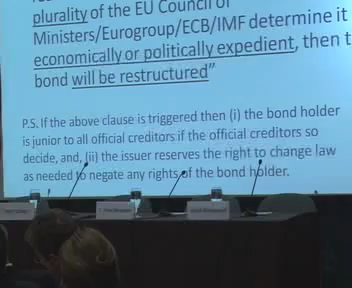 plurality of the EU Council of
Ministers/Eurogroup/ECB/IMF determine it
economically or politically expedient, then t
bond will be restructured"
P.S. If the above clause is triggered then (i) the bond holder
is junior to all official creditors if the official creditors so
decide, and, (ii) the issuer reserves the right to change law
as needed to negate any rights of the bond holder.